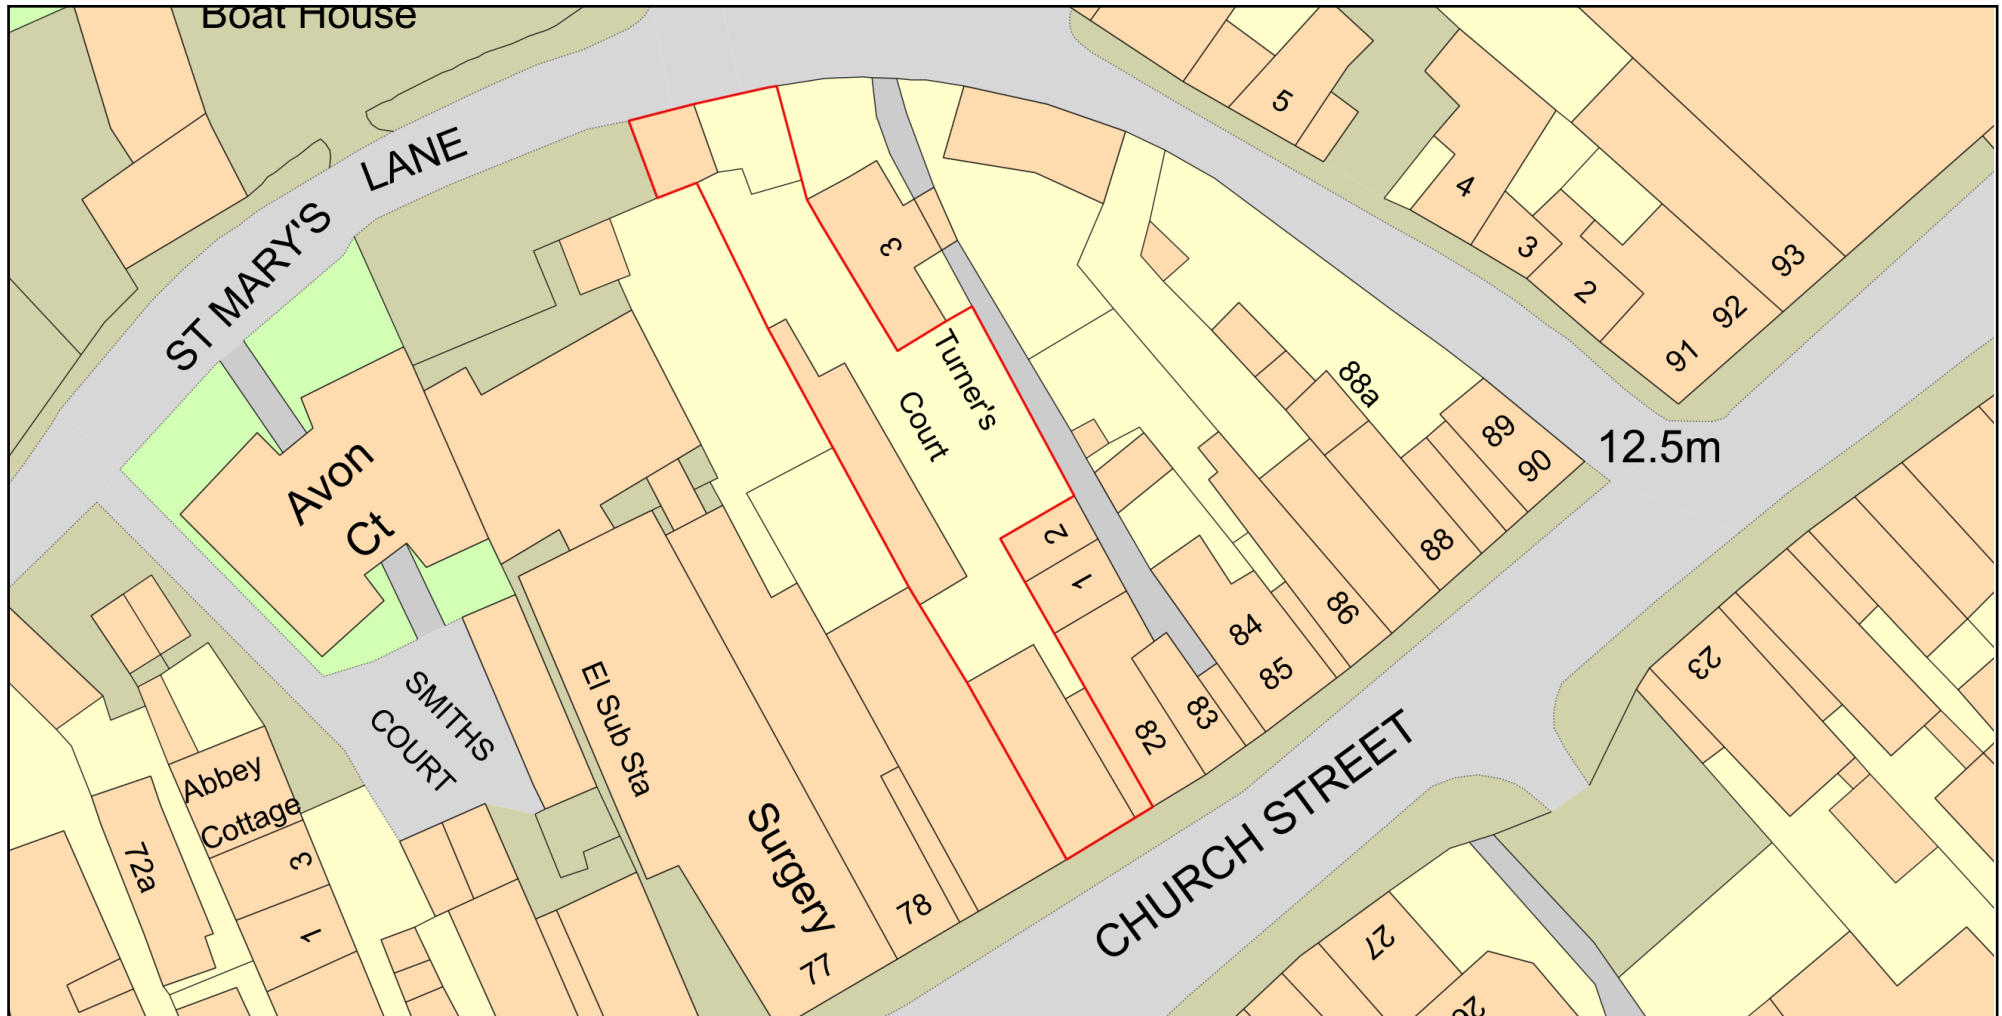 Boat House
ST MARY'S LANE
5
4
3
2
93
92
91
3
Turner's
Court
88a
89
90
12.5m
Avon
Ct
2
1
88
86
84
85
83
82
23
El Sub Sta
SMITHS
COURT
Abbey
Cottage
72a
3
1
Surgery
78
77
CHURCH STREET
27
26